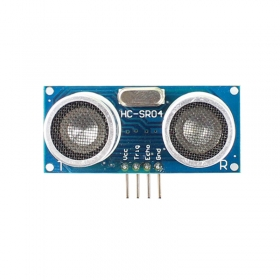 HC-SR04
Vcc Trig Echo Gnd
T R